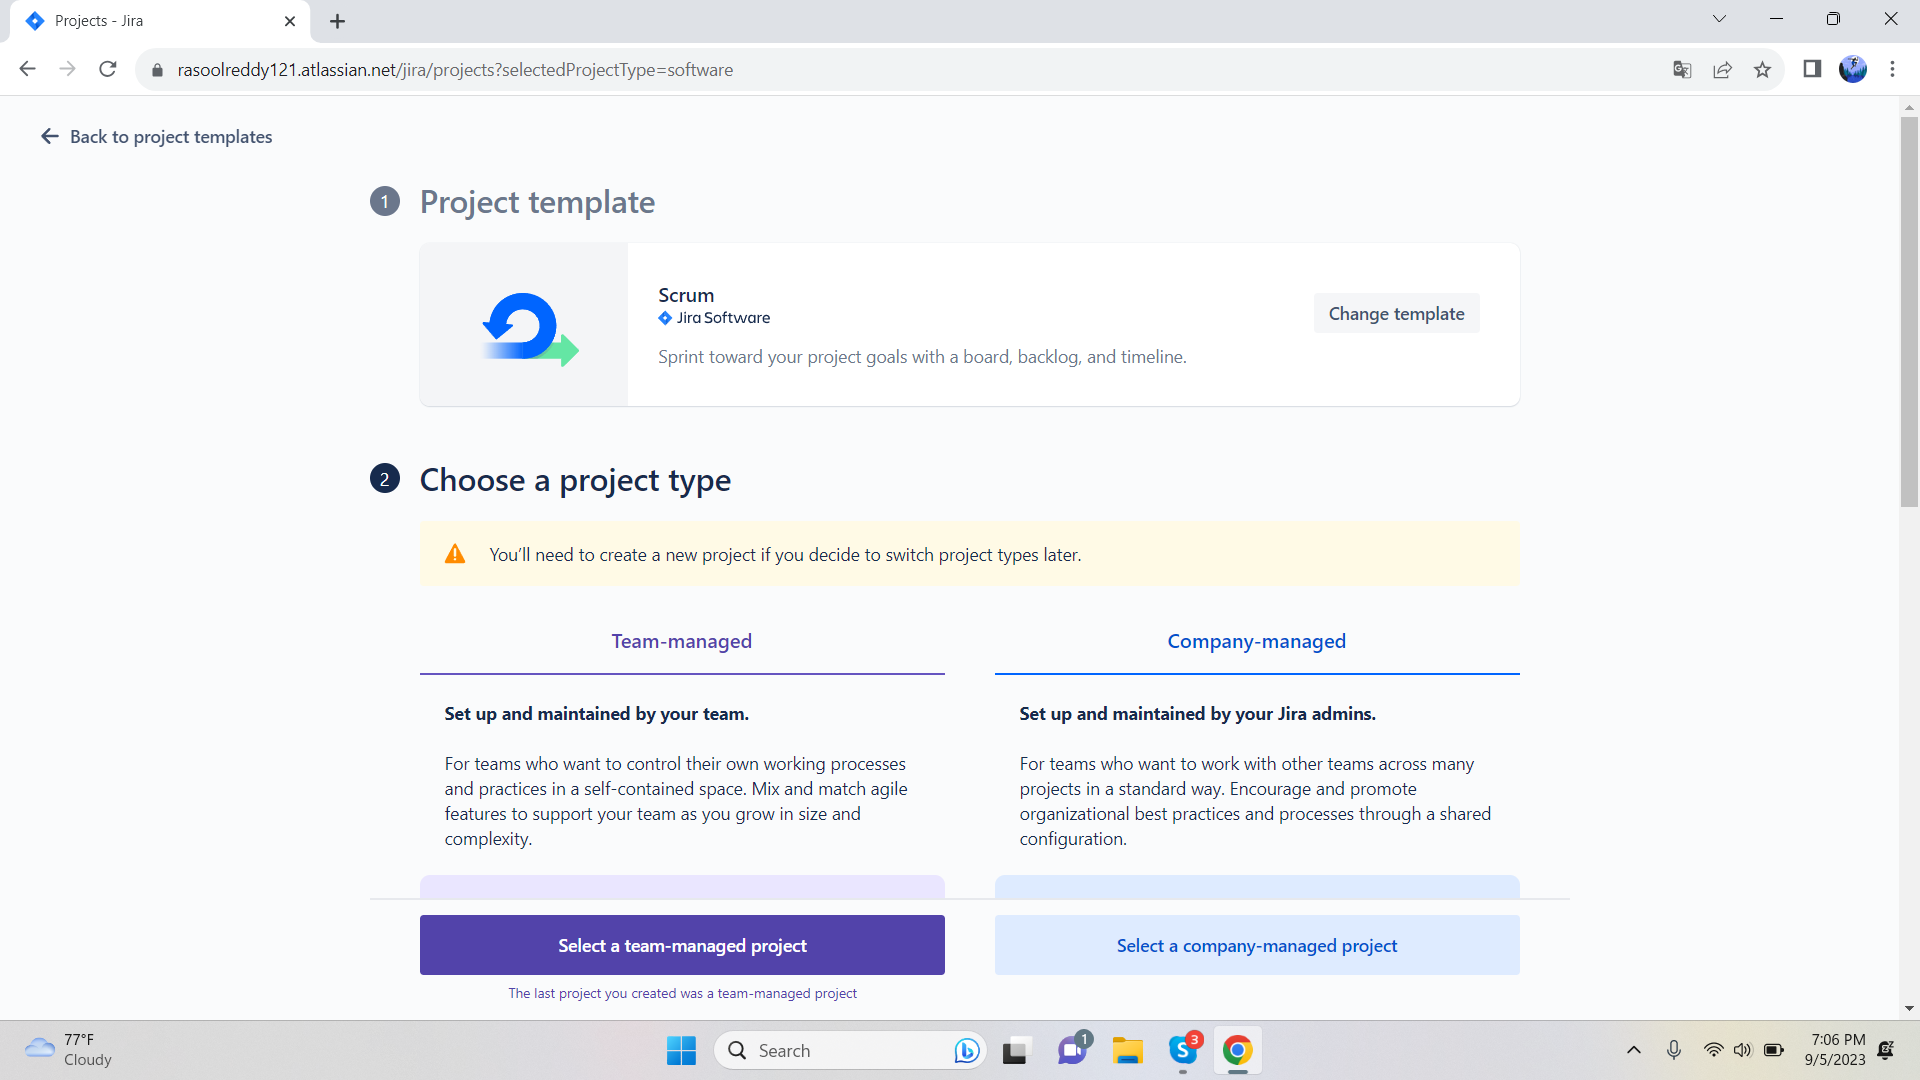 Projects - Jira
rasoolreddy121.atlassian.net/jira/projects?selectedProjectType=software
Back to project templates
1 Project template
Scrum
Jira Software
Change template
Sprint toward your project goals with a board, backlog, and timeline.
2 Choose a project type
You’ll need to create a new project if you decide to switch project types later.
Team-managed
Set up and maintained by your team.
For teams who want to control their own working processes
and practices in a self-contained space. Mix and match agile
features to support your team as you grow in size and
complexity.
Company-managed
Set up and maintained by your Jira admins.
For teams who want to work with other teams across many
projects in a standard way. Encourage and promote
organizational best practices and processes through a shared
configuration.
Select a team-managed project
Select a company-managed project
The last project you created was a team-managed project
77°F
Cloudy
Search
1
3
7:06 PM
9/5/2023